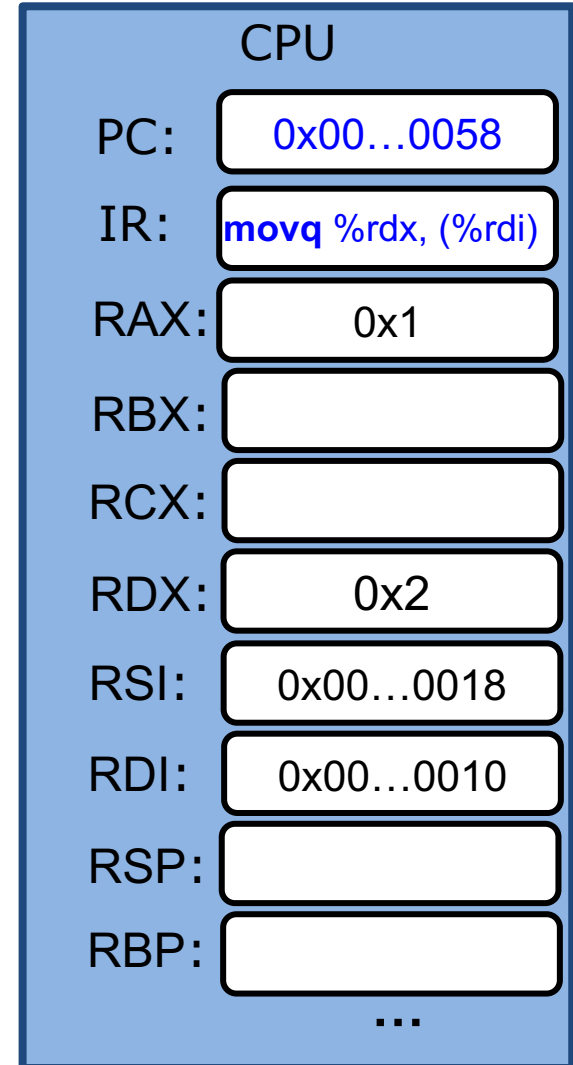 CPU
PC: 0x00…0058
IR: movq %rdx, (%rdi)
RAX: 0x1
RBX:
RCX:
RDX: 0x2
RSI: 0x00…0018
RDI: 0x00…0010
RSP:
RBP:
…